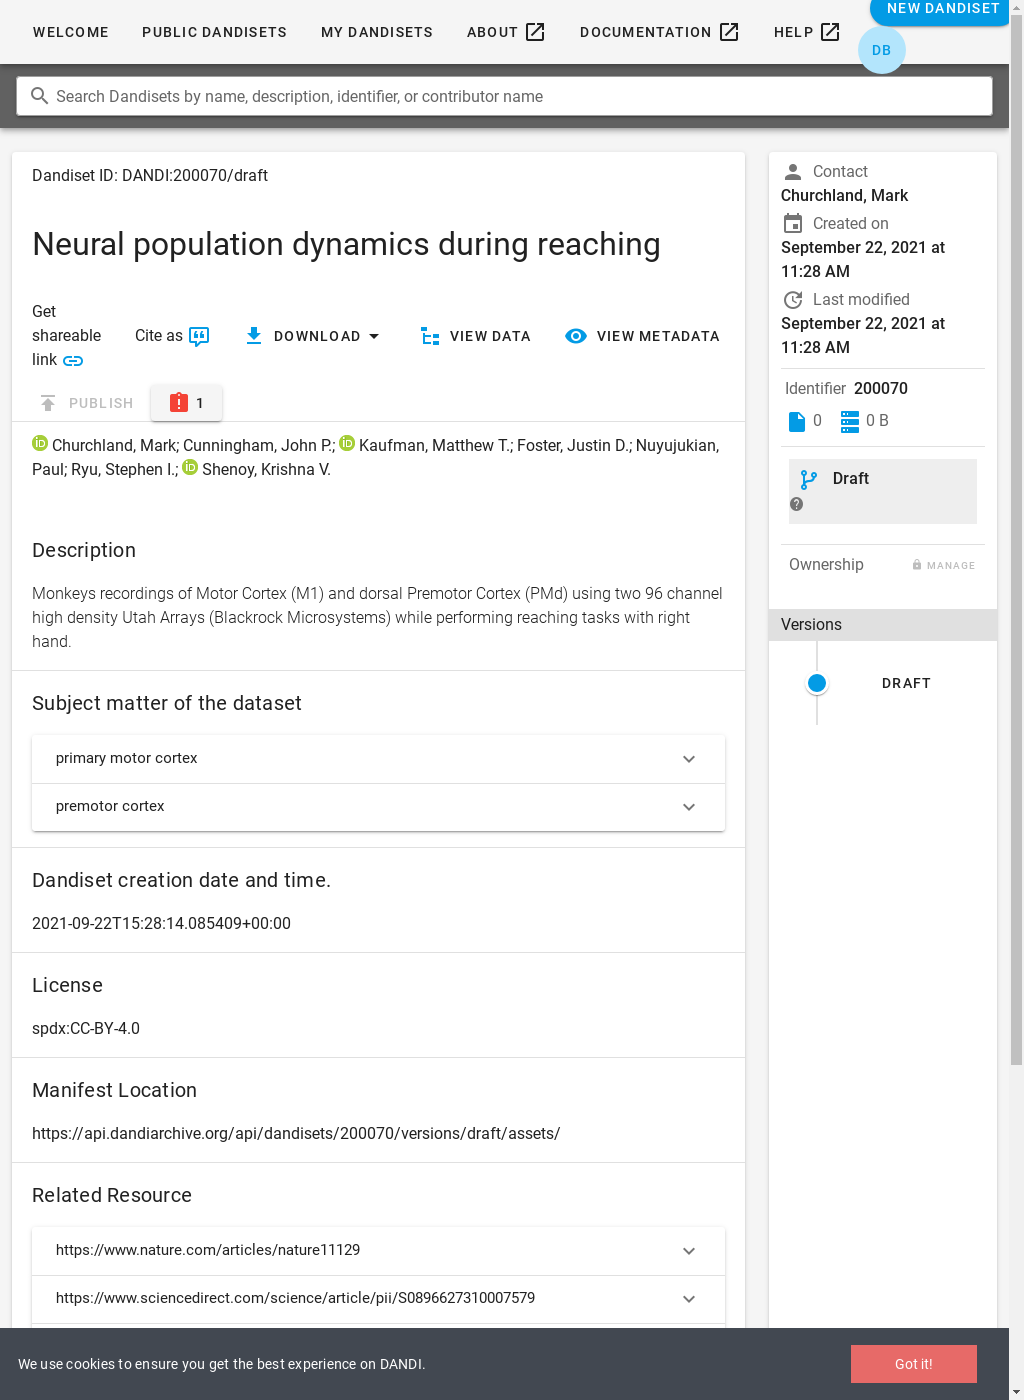 NEW DANDISET
WELCOME PUBLIC DANDISETS MY DANDISETS ABOUT DOCUMENTATION HELP
DB
Search Dandisets by name, description, identifier, or contributor name
Dandiset ID: DANDI:200070/draft
Neural population dynamics during reaching
Get
shareable
link
Cite as
DOWNLOAD
VIEW DATA
VIEW METADATA
PUBLISH
1
Churchland, Mark; Cunningham, John P.; iD Kaufman, Matthew T.; Foster, Justin D.; Nuyujukian,
Paul; Ryu, Stephen I.; iD Shenoy, Krishna V.
Description
Monkeys recordings of Motor Cortex (M1) and dorsal Premotor Cortex (PMd) using two 96 channel
high density Utah Arrays (Blackrock Microsystems) while performing reaching tasks with right
hand.
Subject matter of the dataset
primary motor cortex
premotor cortex
Dandiset creation date and time.
2021-09-22T15:28:14.085409+00:00
License
spdx:CC-BY-4.0
Manifest Location
https://api.dandiarchive.org/api/dandisets/200070/versions/draft/assets/
Related Resource
https://www.nature.com/articles/nature11129
https://www.sciencedirect.com/science/article/pii/S0896627310007579
Contact
Churchland, Mark
Created on
September 22, 2021 at
11:28 AM
Last modified
September 22, 2021 at
11:28 AM
Identifier 200070
0 0 B
Draft
Ownership MANAGE
Versions
DRAFT
We use cookies to ensure you get the best experience on DANDI.
Got it!